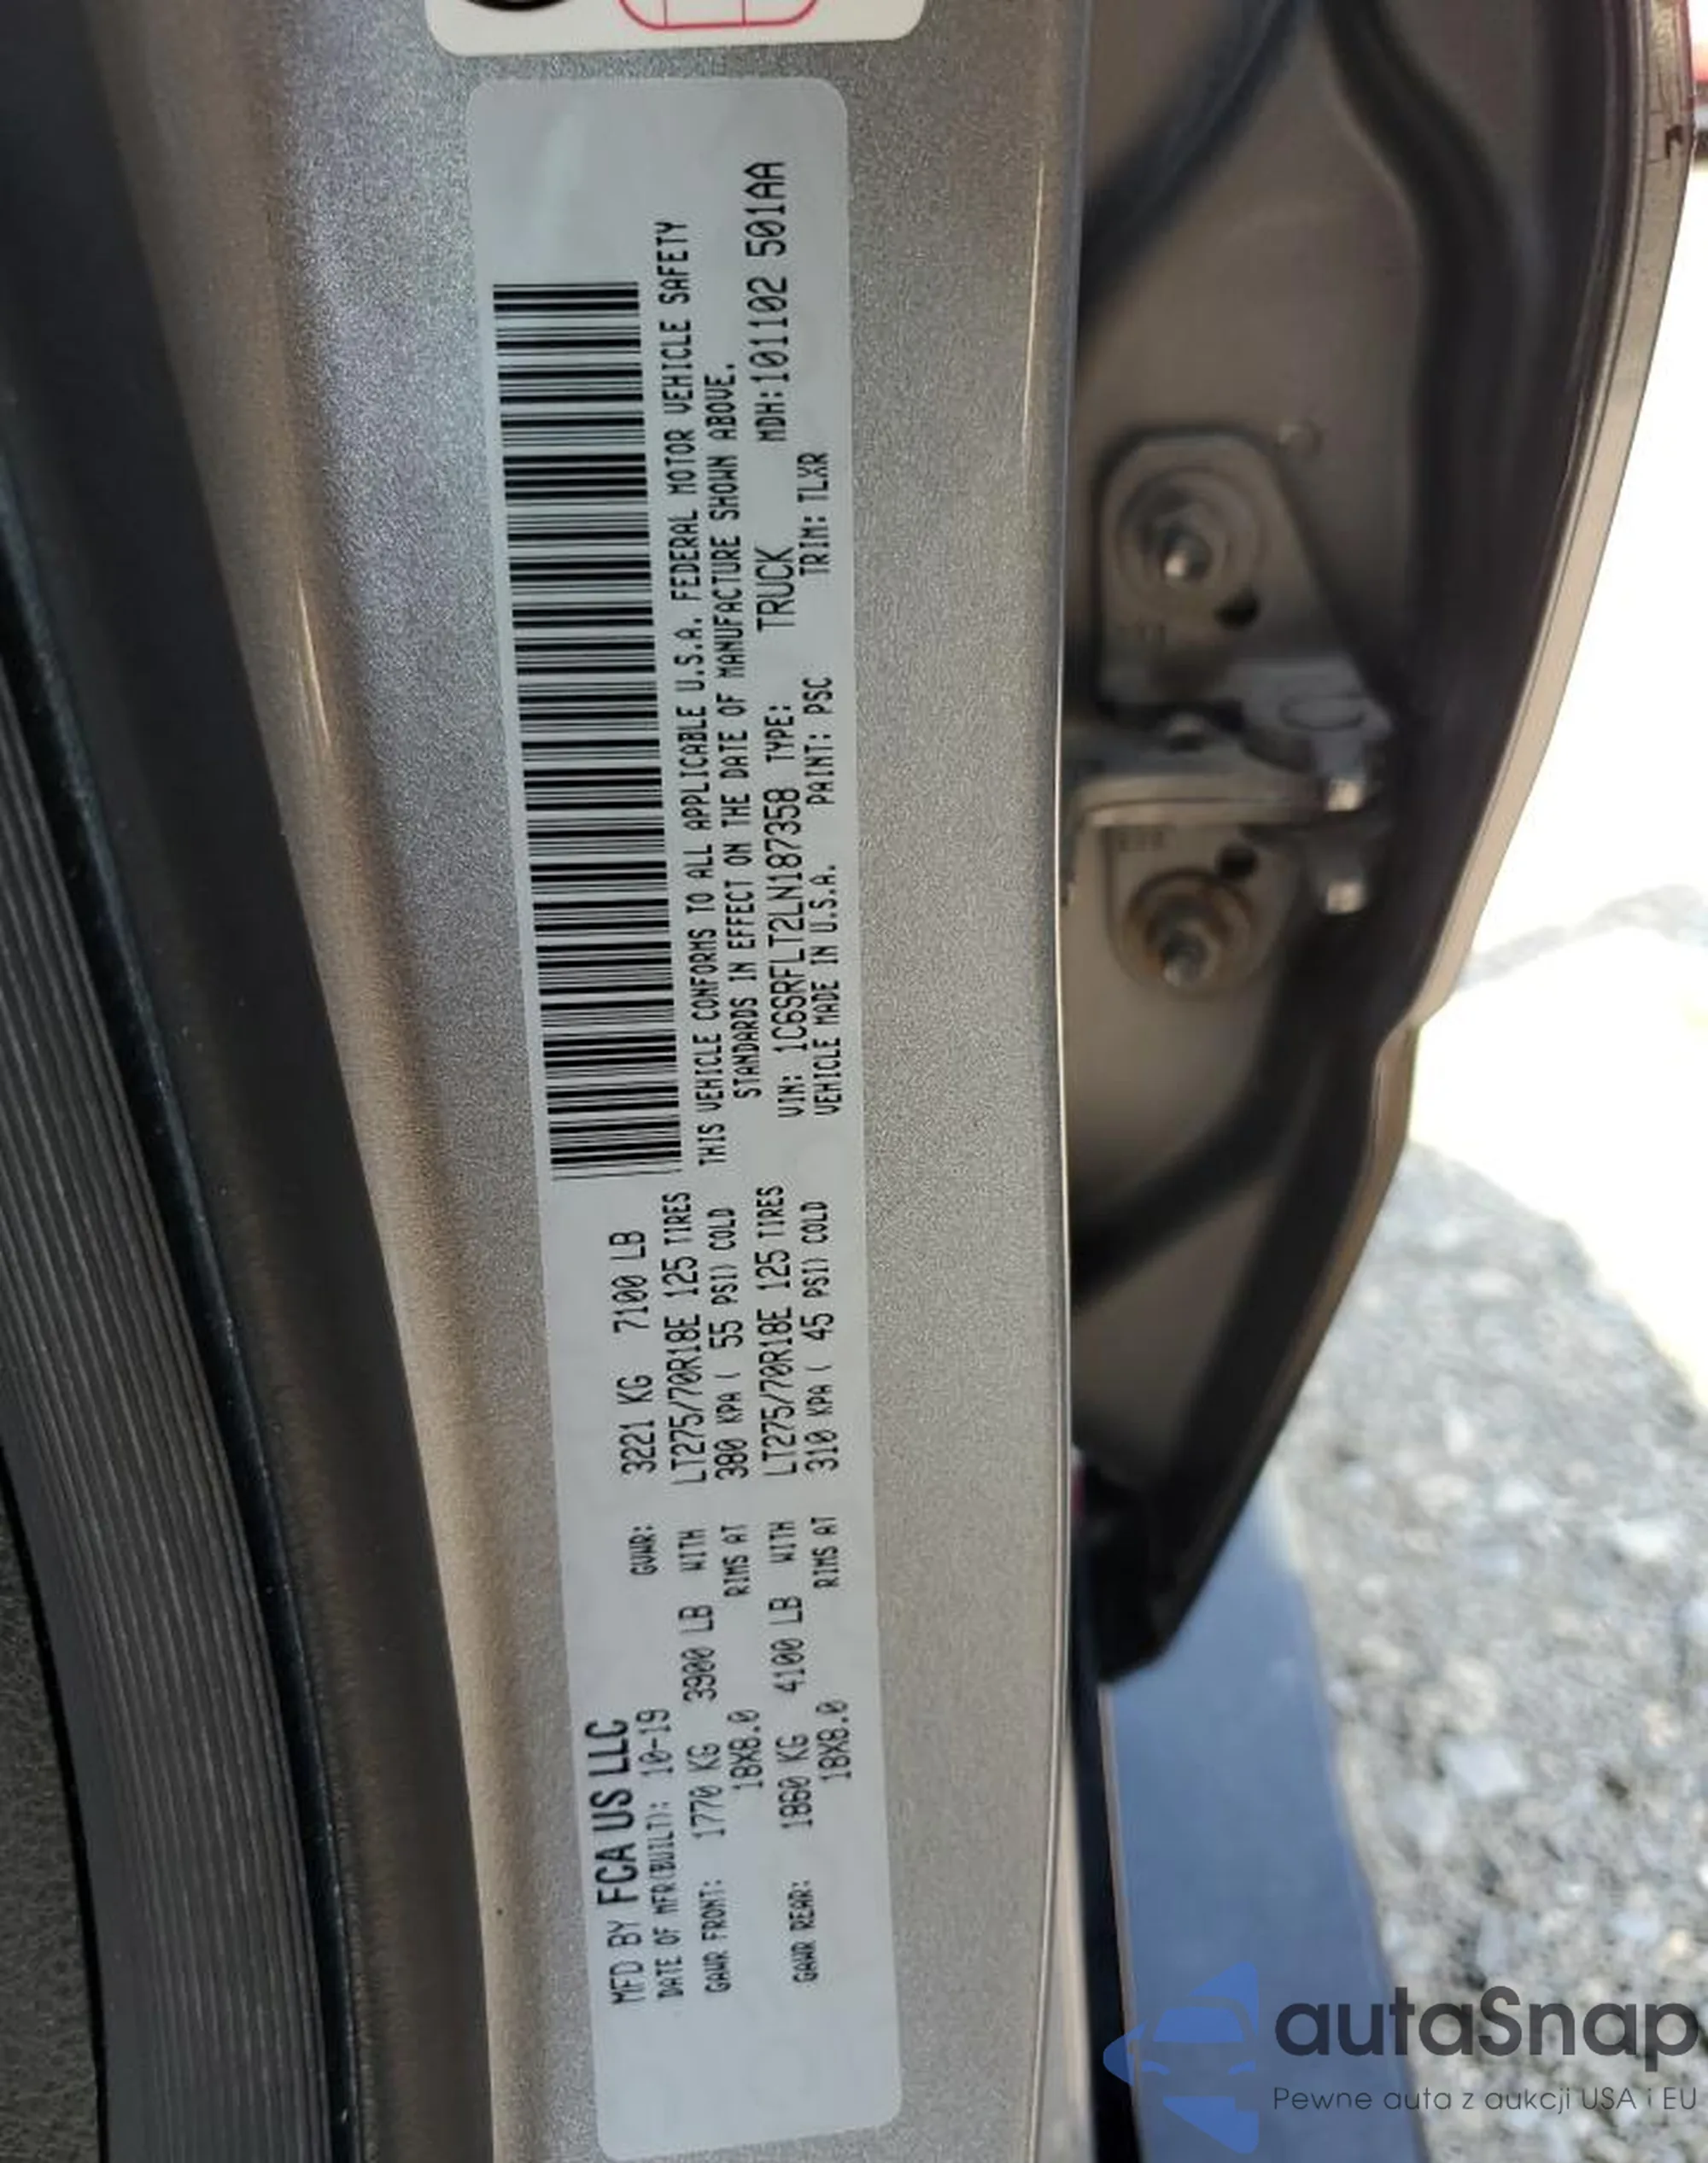 MFD BY FCA US LLC
DATE OF MFR(BUILT): 10-19
GVWR: 3221 KG 7100 LB
GAWR FRONT: 1770 KG 3900 LB WITH LT275/70R18E 125 TIRES
18X8.0 RIMS AT 380 KPA ( 55 PSI) COLD
GAWR REAR: 1860 KG 4100 LB WITH LT275/70R18E 125 TIRES
18X8.0 RIMS AT 310 KPA ( 45 PSI) COLD
THIS VEHICLE CONFORMS TO ALL APPLICABLE U.S.A. FEDERAL MOTOR VEHICLE SAFETY
STANDARDS IN EFFECT ON THE DATE OF MANUFACTURE SHOWN ABOVE.
VIN: 1C6SRFLT2LN187358 TYPE: TRUCK MDH:101102 501AA
VEHICLE MADE IN U.S.A. PAINT: PSC TRIM: TLXR
autaSnap
Pewne auta z aukcji USA i EU